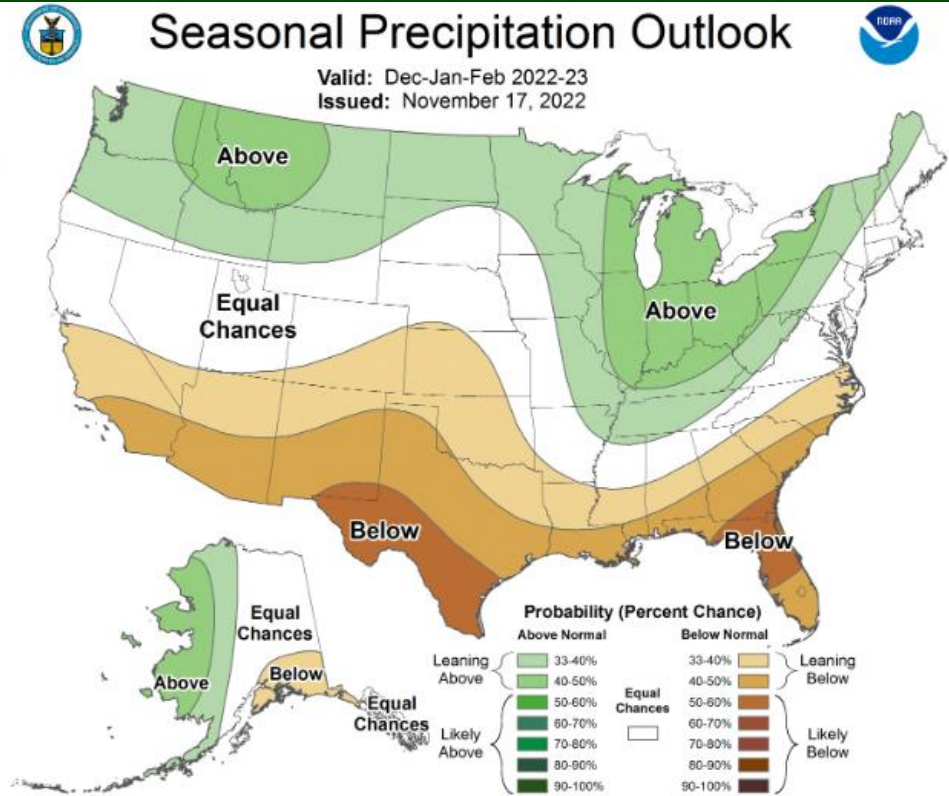 Seasonal Precipitation Outlook
NOAA
Valid: Dec-Jan-Feb 2022-23
Issued: November 17, 2022
Above
Equal
Chances
Above
Below
Below
Equal
Chances
Above
Below
Equal
Chances
Probability (Percent Chance)
Above Normal
Below Normal
Leaning
Above
33-40%
40-50%
Likely
Above
50-60%
60-70%
70-80%
80-90%
90-100%
Equal
Chances
33-40%
40-50%
Leaning
Below
50-60%
60-70%
70-80%
80-90%
90-100%
Likely
Below